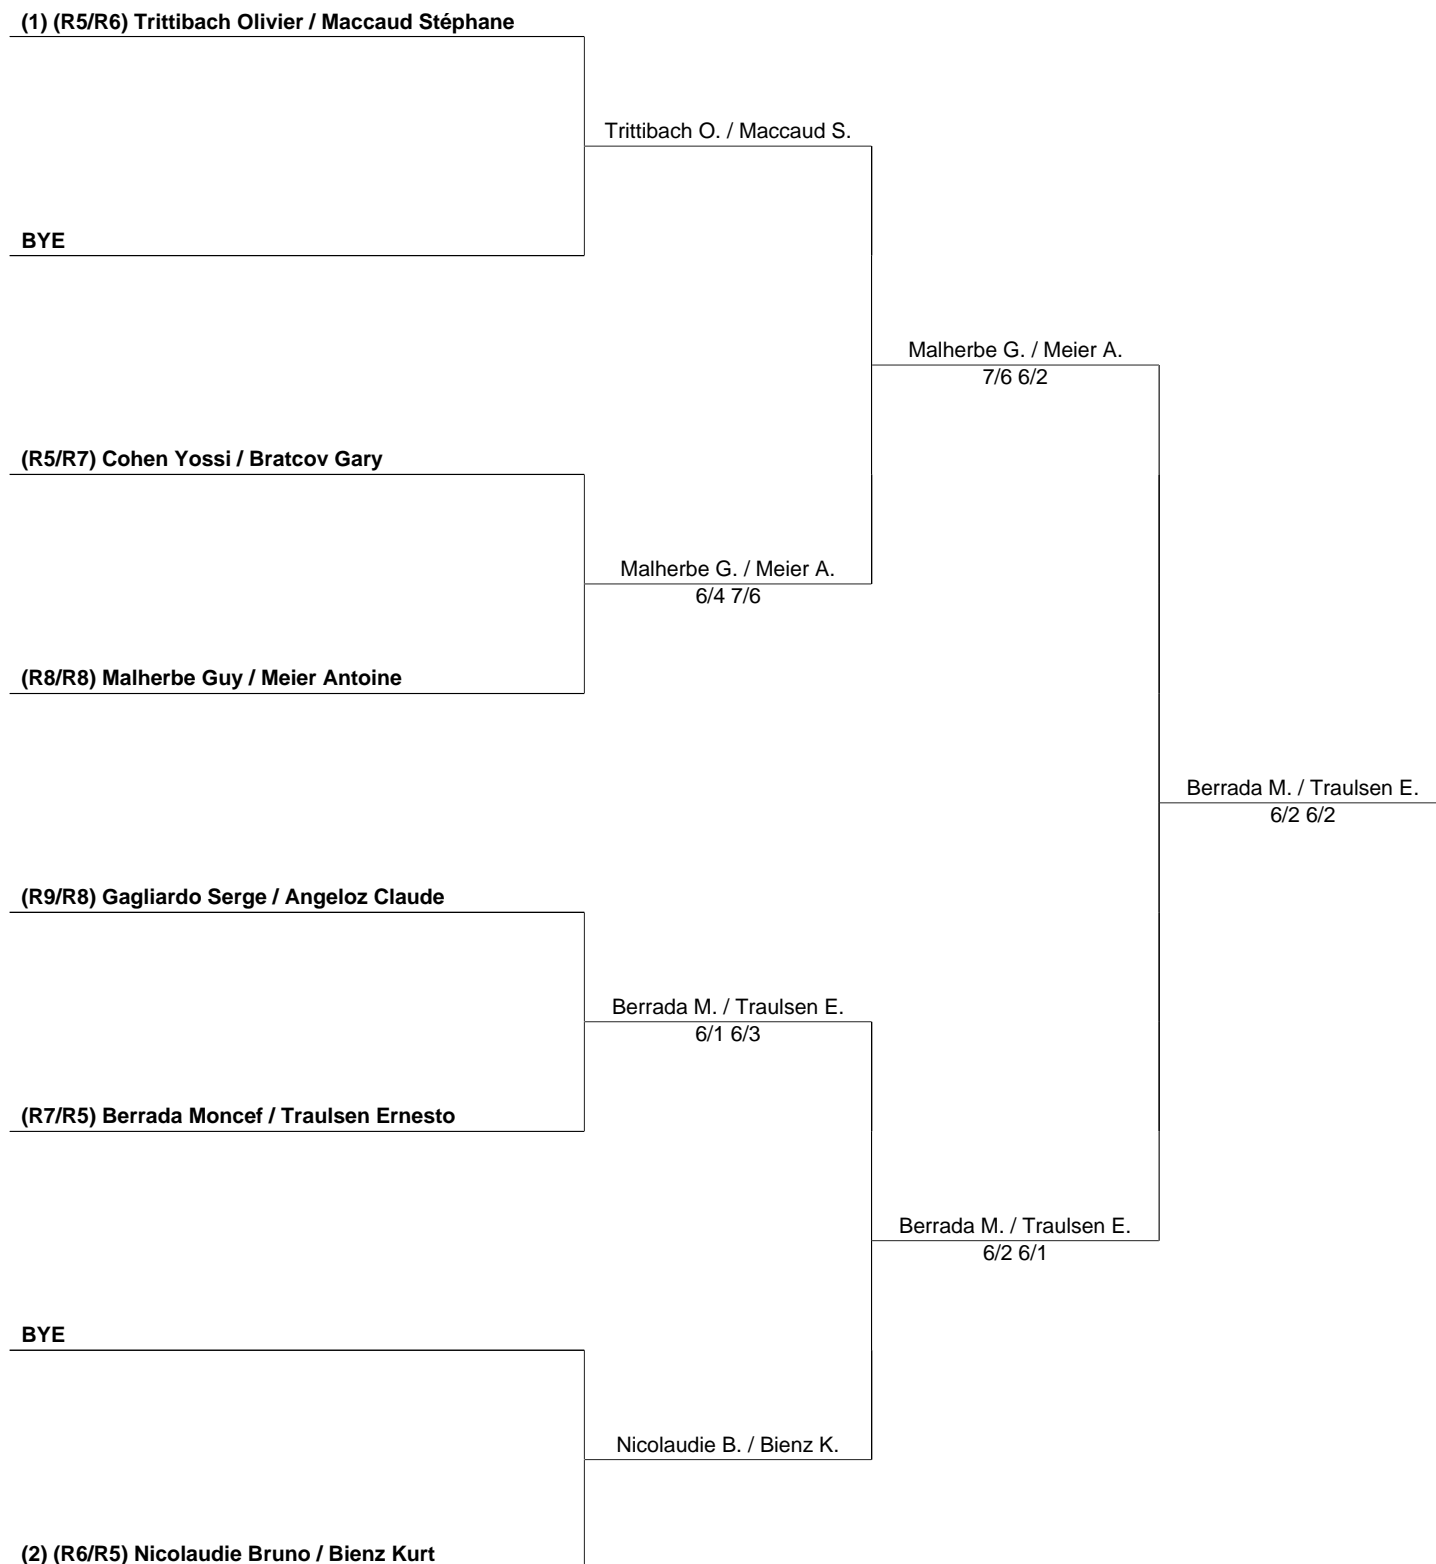 (1) (R5/R6) Trittibach Olivier / Maccaud Stéphane
Trittibach O. / Maccaud S.
BYE
Malherbe G. / Meier A.
7/6 6/2
(R5/R7) Cohen Yossi / Bratcov Gary
Malherbe G. / Meier A.
6/4 7/6
(R8/R8) Malherbe Guy / Meier Antoine
Berrada M. / Traulsen E.
6/2 6/2
(R9/R8) Gagliardo Serge / Angeloz Claude
Berrada M. / Traulsen E.
6/1 6/3
(R7/R5) Berrada Moncef / Traulsen Ernesto
Berrada M. / Traulsen E.
6/2 6/1
BYE
Nicolaudie B. / Bienz K.
(2) (R6/R5) Nicolaudie Bruno / Bienz Kurt